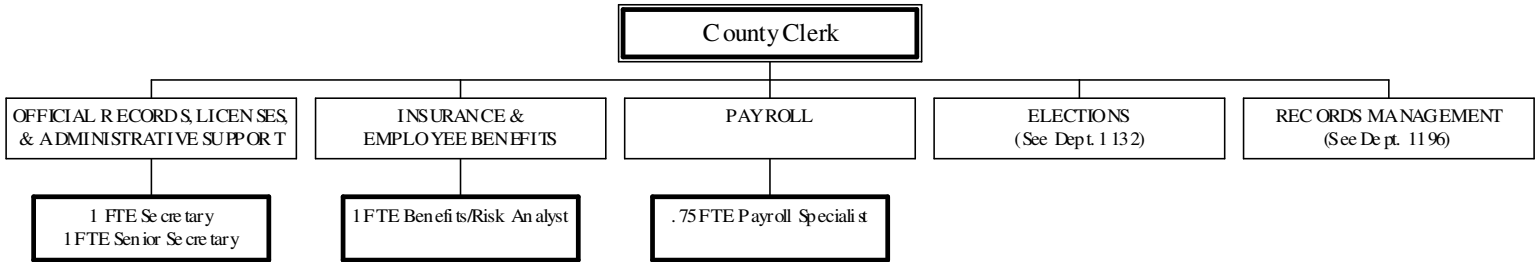 County Clerk
OFFICIAL RECORDS, LICENSES,
& ADMINISTRATIVE SUPPORT
INSURANCE &
EMPLOYEE BENEFITS
PAYROLL
ELECTIONS
(See Dept. 1132)
RECORDS MANAGEMENT
(See Dept. 1196)
1 FTE Secretary
1 FTE Senior Secretary
1 FTE Benefits/Risk Analyst
.75 FTE Payroll Specialist